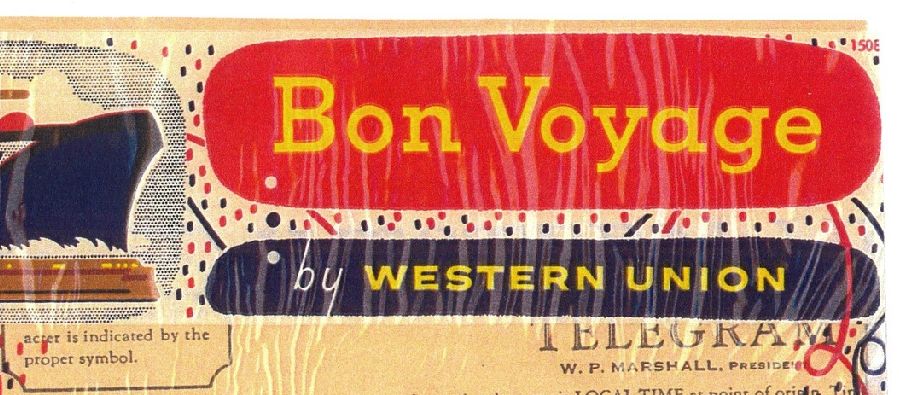 150E
Bon Voyage
by WESTERN UNION
acter is indicated by the
proper symbol.
TELEGRAM
W. P. MARSHALL, PRESIDENT
LOCAL TIME at point of origin.